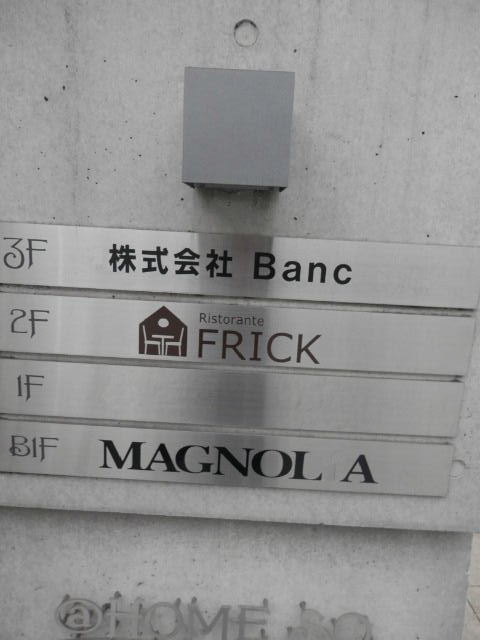 3F 株式会社 Banc
2F Ristorante
FRICK
1F
B1F MAGNOL A
@HOME